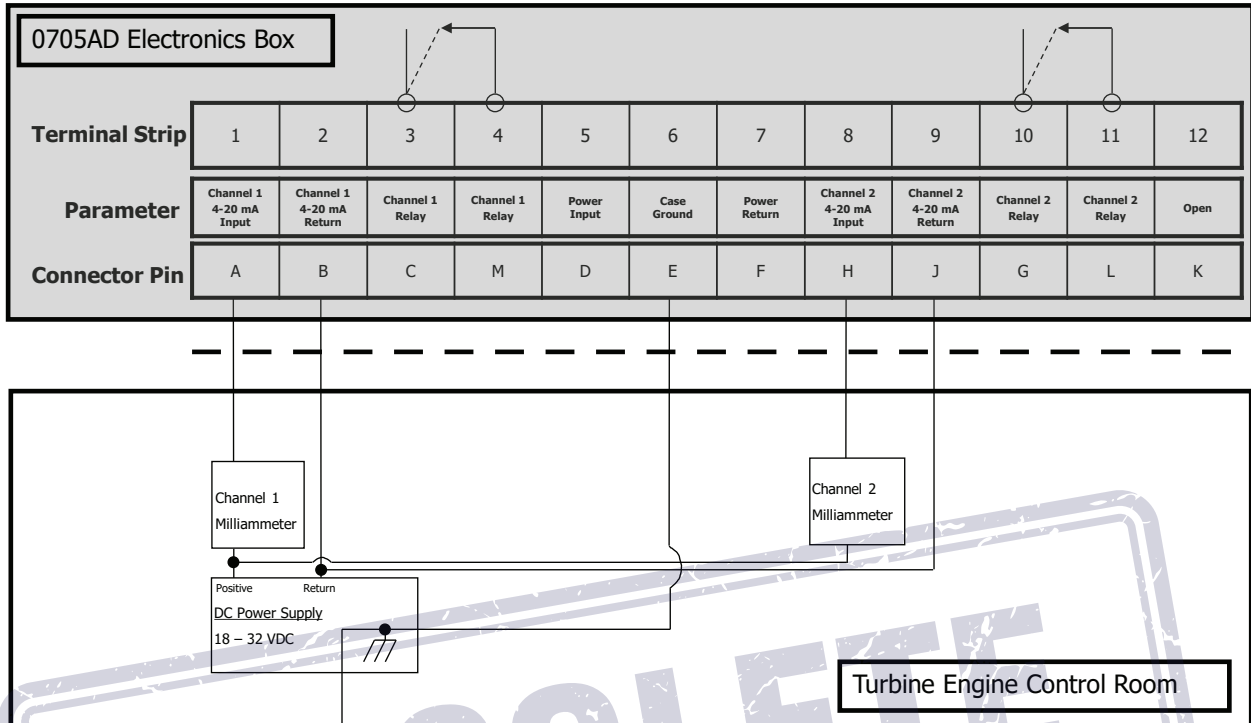 0705AD Electronics Box
Terminal Strip 1 2 3 4 5 6 7 8 9 10 11 12
Parameter
Channel 1
4-20 mA
Input
Channel 1
4-20 mA
Return
Channel 1
Relay
Channel 1
Relay
Power
Input
Case
Ground
Power
Return
Channel 2
4-20 mA
Input
Channel 2
4-20 mA
Return
Channel 2
Relay
Channel 2
Relay
Open
Connector Pin A B C M D E F H J G L K
Channel 1
Milliammeter
Channel 2
Milliammeter
Positive Return
DC Power Supply
18 – 32 VDC
Turbine Engine Control Room